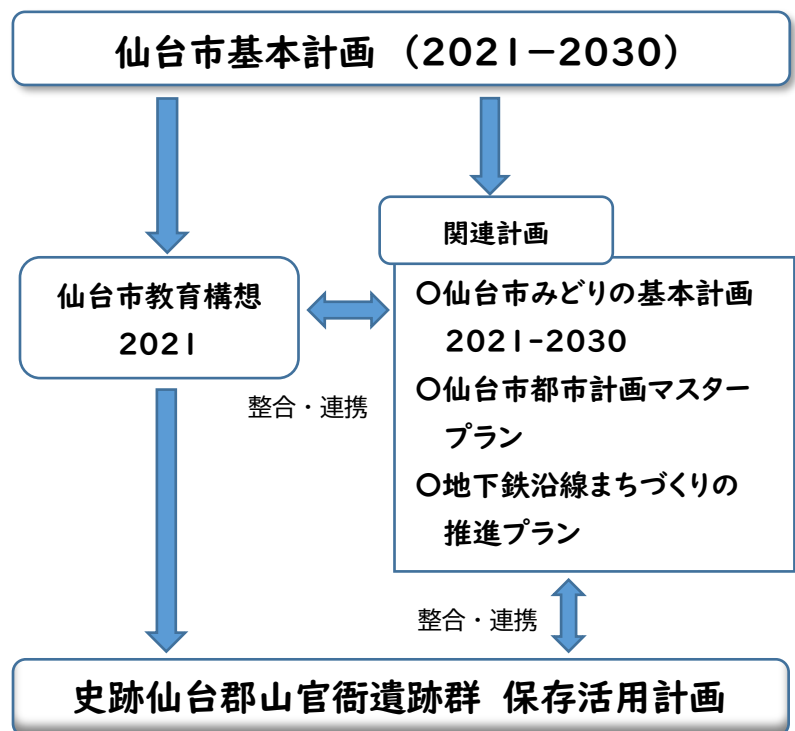 仙台市基本計画 （2021－2030）
関連計画
仙台市教育構想
2021
〇仙台市みどりの基本計画
2021-2030
〇仙台市都市計画マスター
プラン
〇地下鉄沿線まちづくりの
推進プラン
整合・連携
整合・連携
史跡仙台郡山官衙遺跡群 保存活用計画